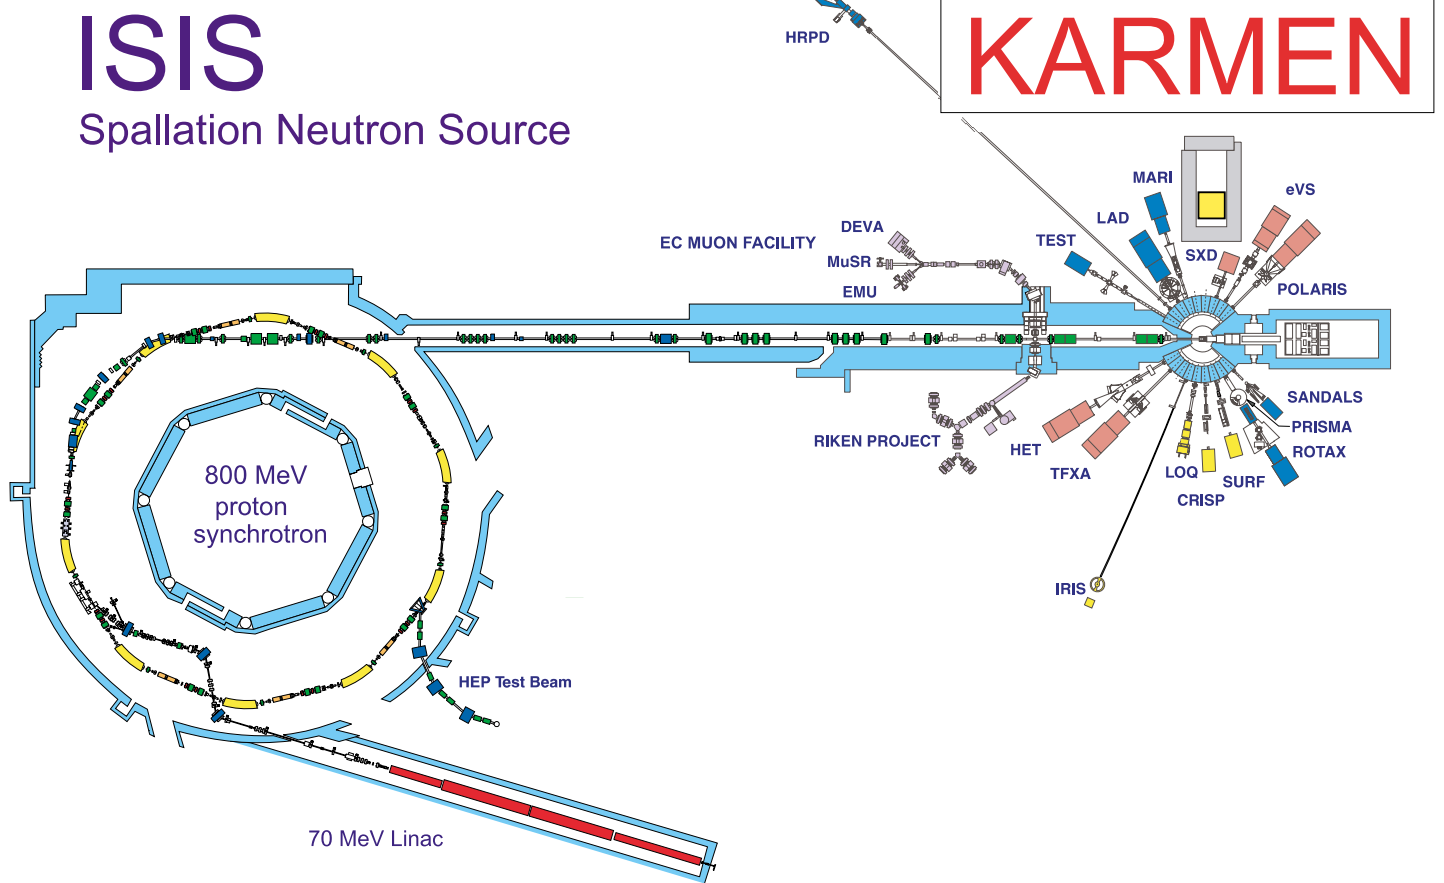 ISIS
Spallation Neutron Source
HRPD
KARMEN
MARI
eVS
LAD
DEVA
TEST
EC MUON FACILITY
SXD
MuSR
EMU
POLARIS
SANDALS
PRISMA
RIKEN PROJECT
HET
ROTAX
TFXA
LOQ
SURF
CRISP
800 MeV
proton
synchrotron
IRIS
HEP Test Beam
70 MeV Linac